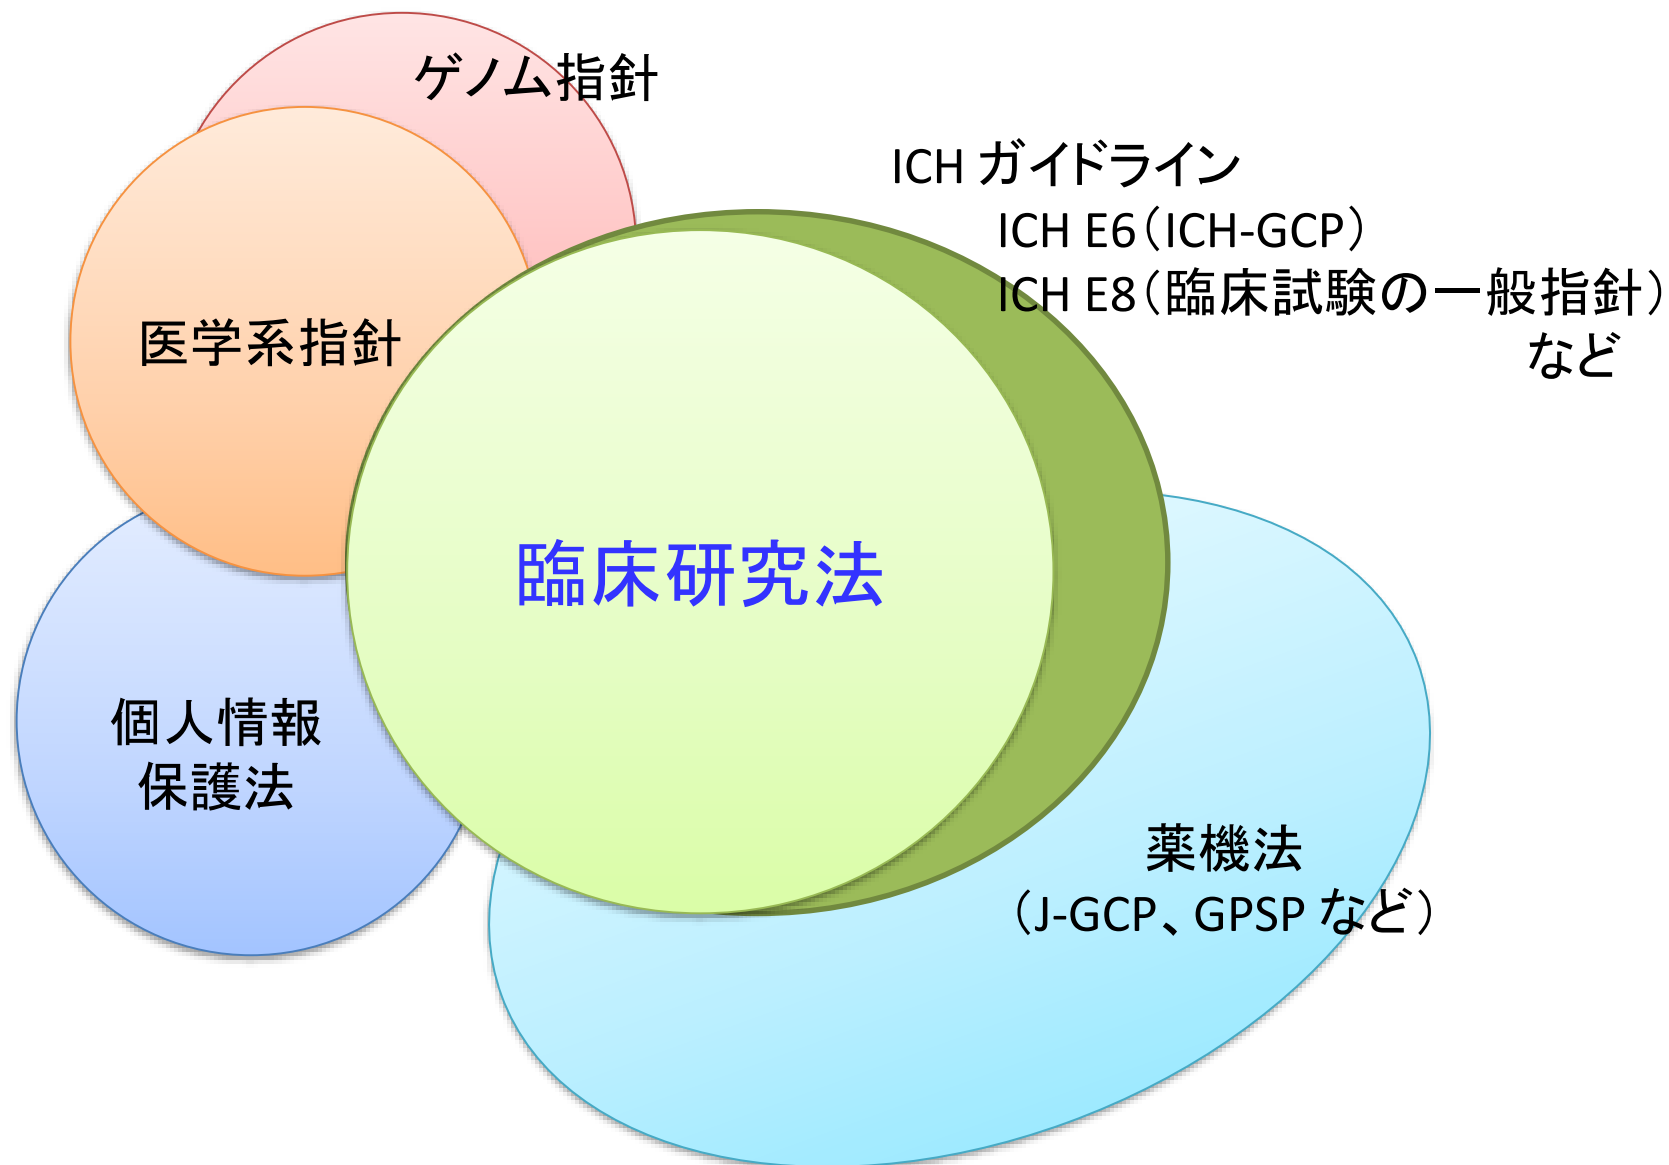 ゲノム指針
ICH ガイドライン
ICH E6（ICH-GCP）
ICH E8（臨床試験の一般指針）
など
医学系指針
臨床研究法
個人情報
保護法
薬機法
（J-GCP、GPSP など）